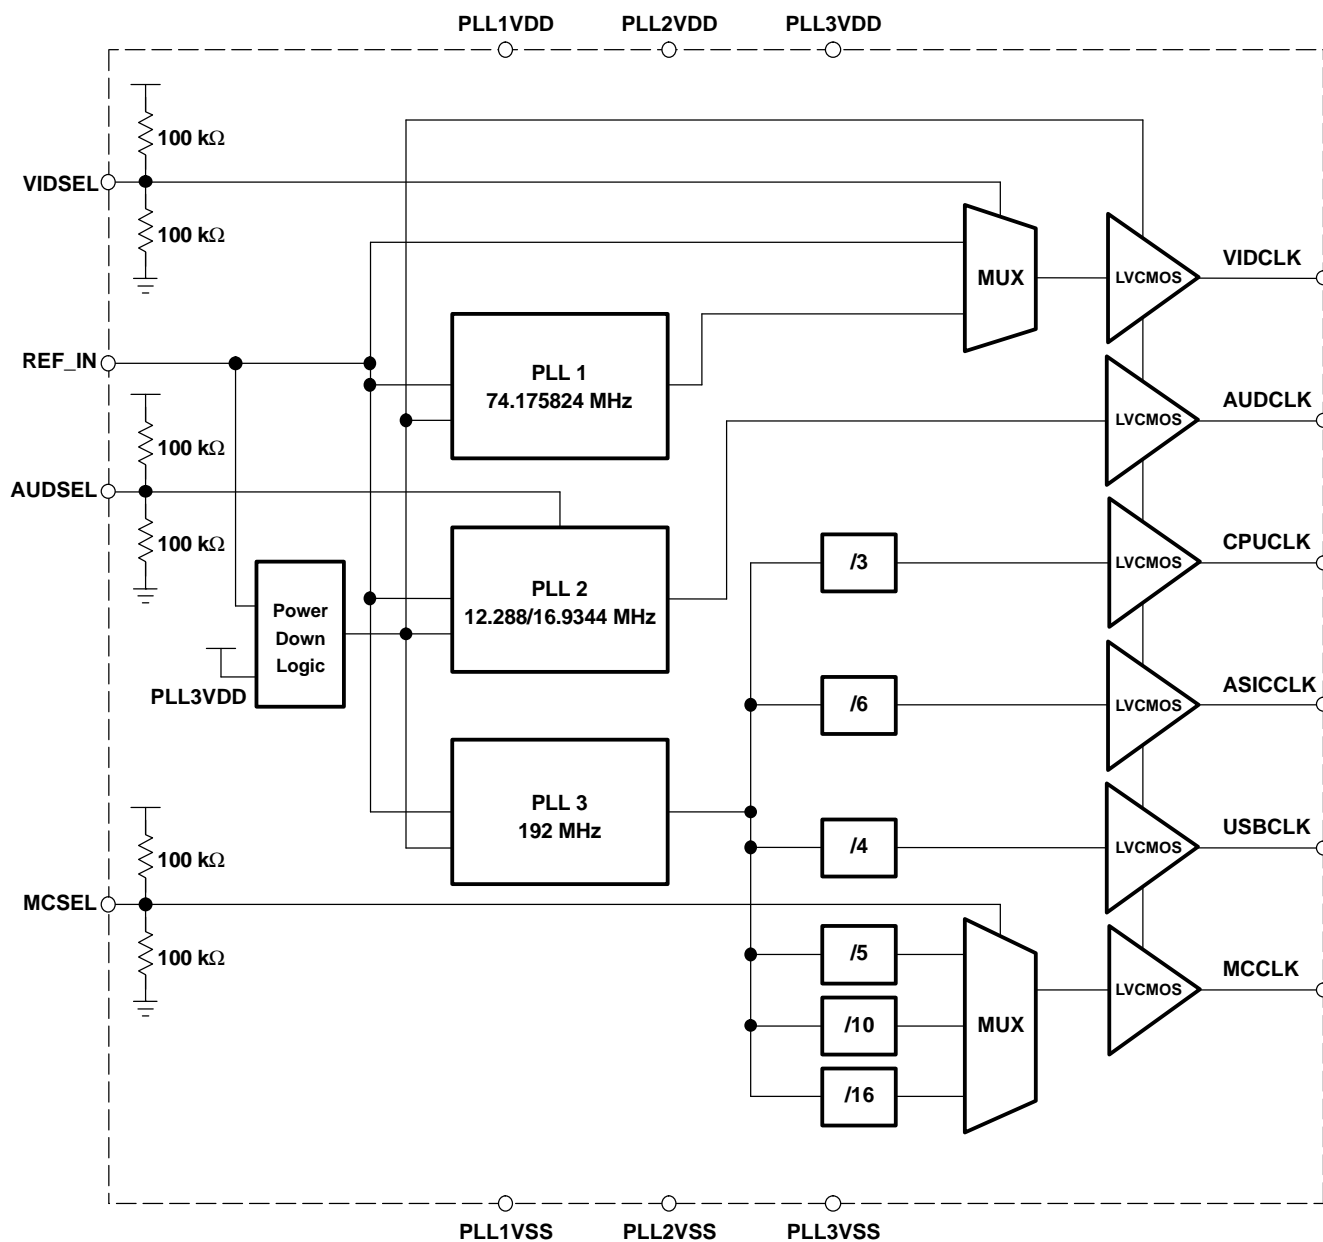 PLL1VDD PLL2VDD PLL3VDD
100 kΩ
VIDSEL
100 kΩ
MUX
LVCMOS
VIDCLK
REF_IN
PLL 1
74.175824 MHz
LVCMOS
AUDCLK
100 kΩ
AUDSEL
100 kΩ
PLL 2
12.288/16.9344 MHz
/3
LVCMOS
CPUCLK
Power
Down
Logic
PLL3VDD
/6
LVCMOS
ASICCLK
PLL 3
192 MHz
/4
LVCMOS
USBCLK
100 kΩ
MCSEL
100 kΩ
/5
/10
/16
MUX
LVCMOS
MCCLK
PLL1VSS PLL2VSS PLL3VSS